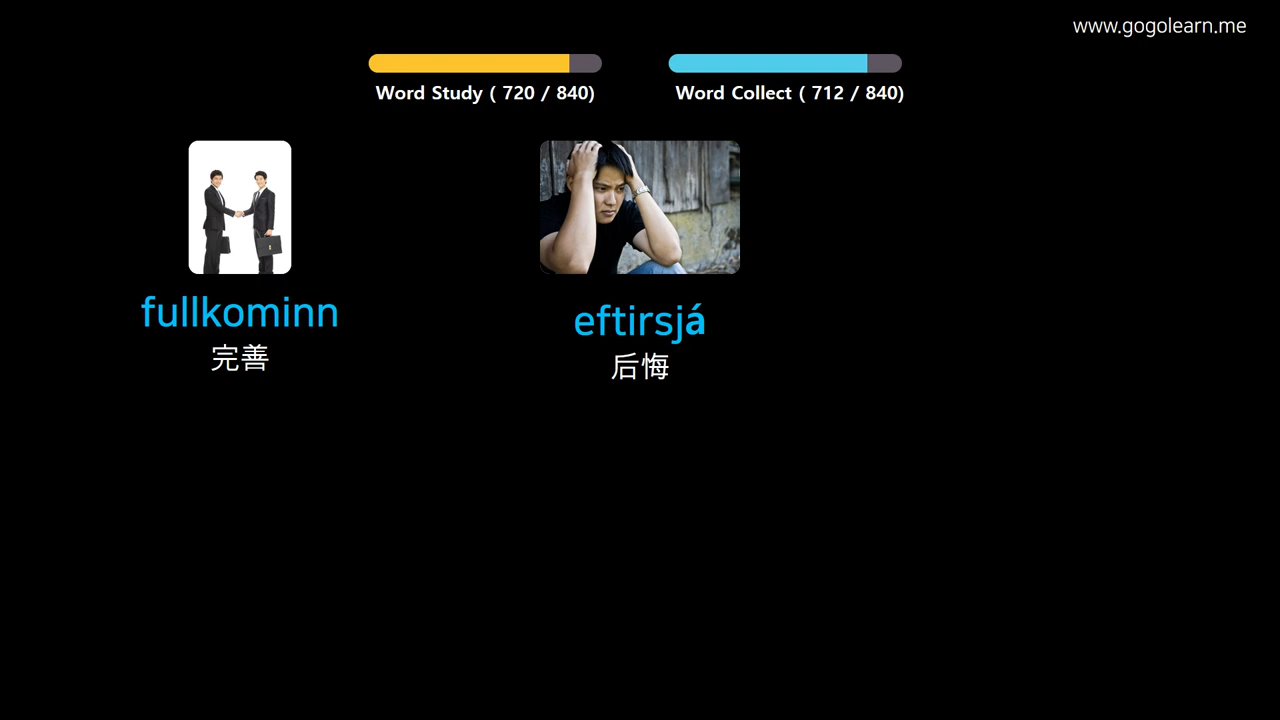 www.gogolearn.me
Word Study ( 720 / 840)
Word Collect ( 712 / 840)
fullkominn
完善
eftirsjá
后悔